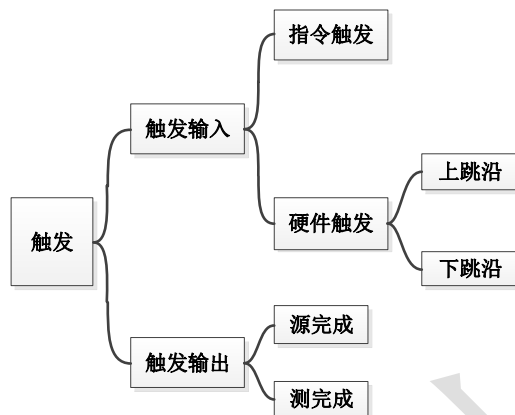 指令触发
触发输入
上跳沿
硬件触发
触发
下跳沿
源完成
触发输出
测完成